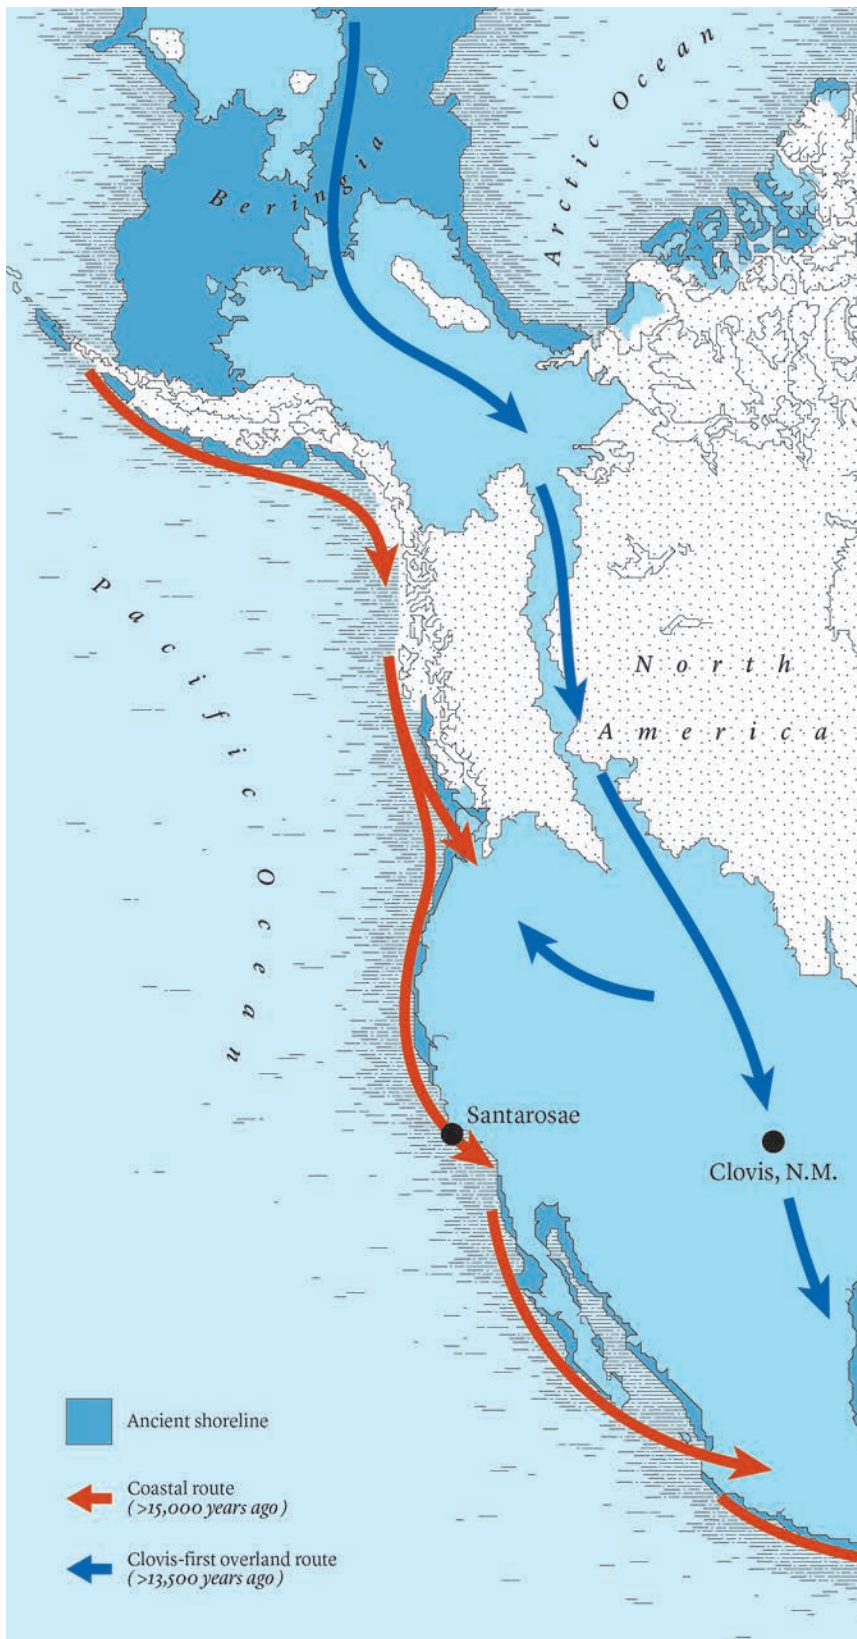 Arctic Ocean
Beringia
Pacific Ocean
North
America
Santarosae
Clovis, N.M.
Ancient shoreline
Coastal route
(>15,000 years ago)
Clovis-first overland route
(>13,500 years ago)